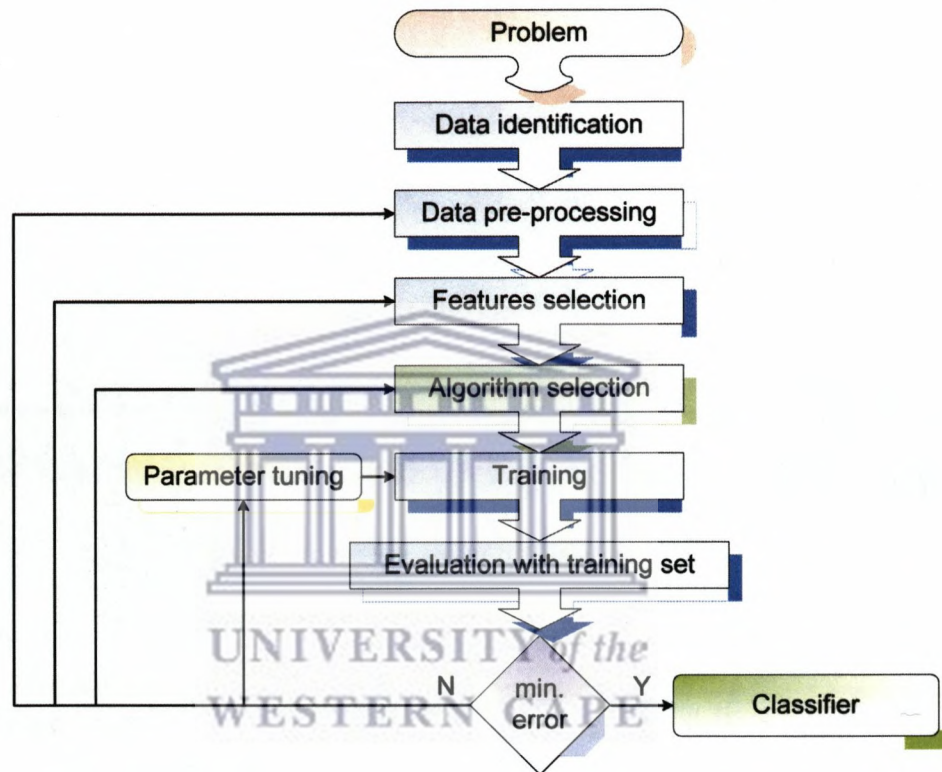 Problem
Data identification
Data pre-processing
Features selection
Algorithm selection
Parameter tuning
Training
Evaluation with training set
UNIVERSITY of the
WESTERN CAPE
N
min.
error
Y
Classifier